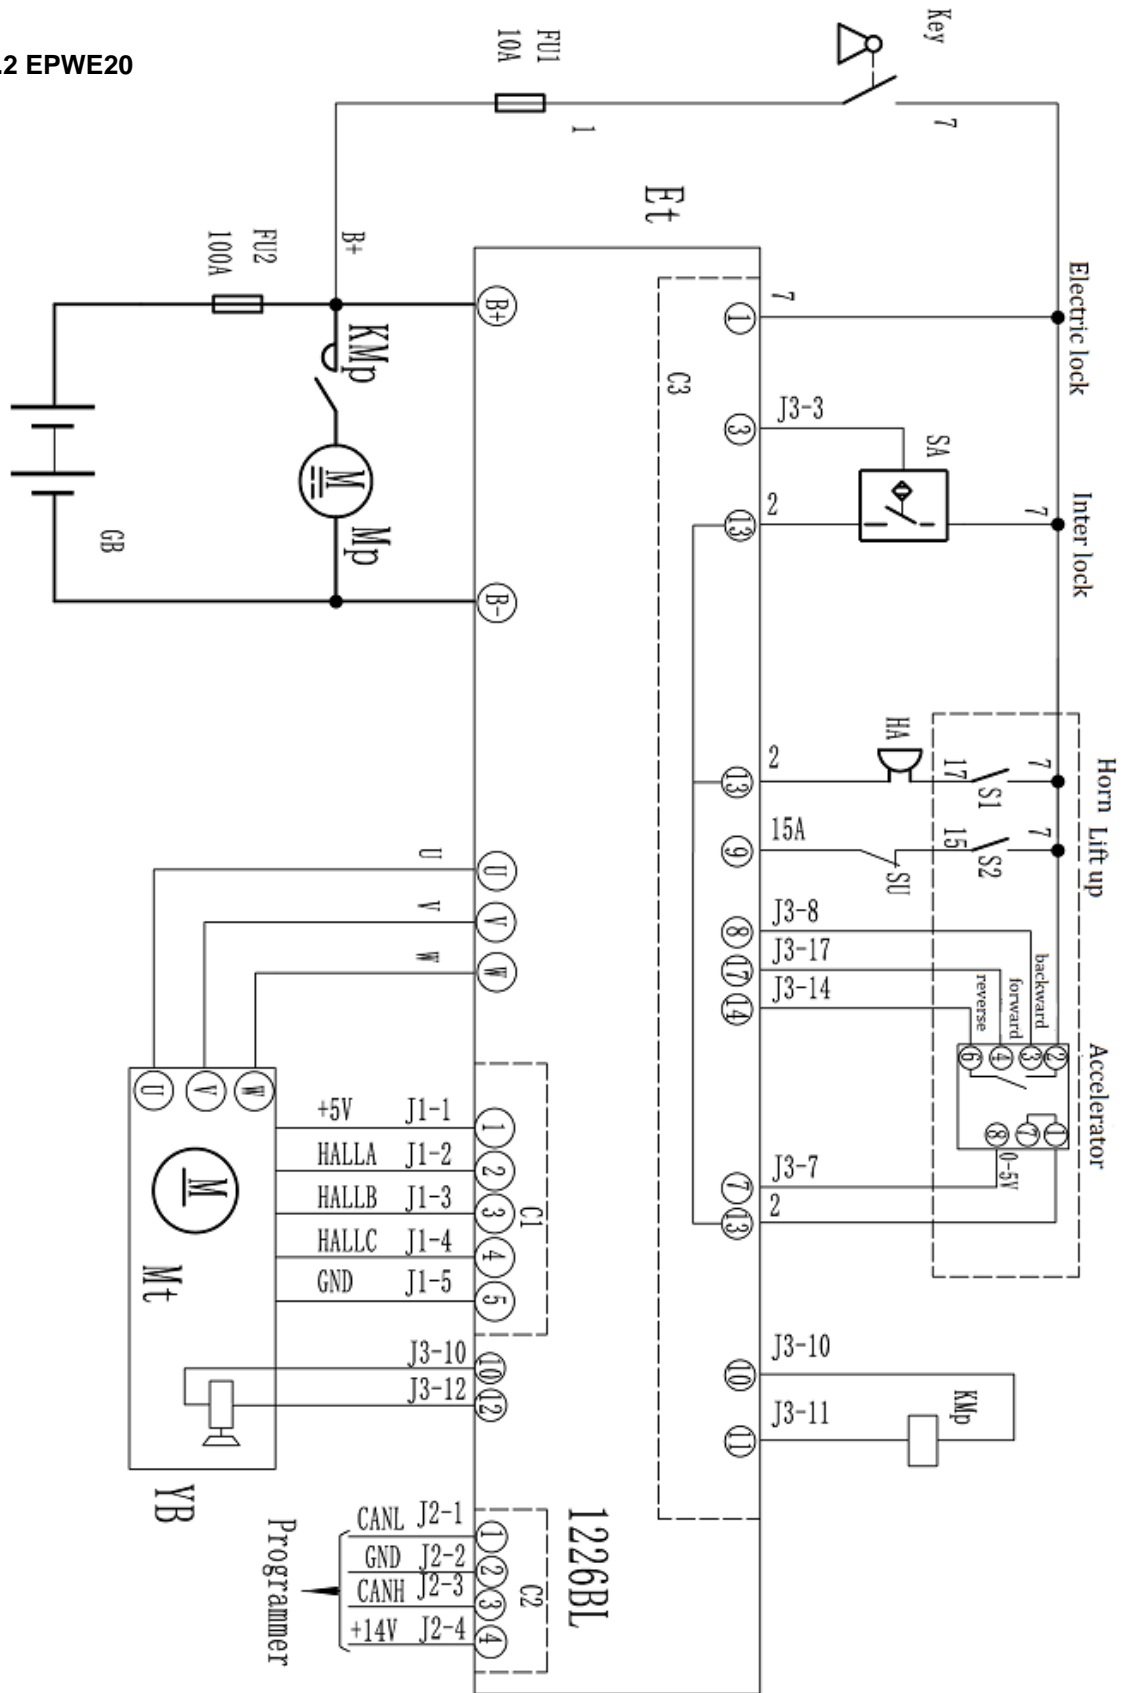 .2 EPWE20
Key
FU1
10A
1
7
Et
B+
FU2
100A
B+
KMp
M
Mp
B-
GB
Electric lock
7
1
C3
J3-3
3
SA
Inter lock
7
2
13
Horn
7
S1
17
HA
2
13
Lift up
7
S2
15
SU
15A
9
J3-8
8
J3-17
17
J3-14
14
backward
forward
reverse
Accelerator
2
3
4
6
1
7
8
0-5V
J3-7
7
2
13
J3-10
10
J3-11
11
KMp
U
V
W
U
V
W
U
V
W
M
Mt
+5V J1-1 1
HALLA J1-2 2
HALLB J1-3 3
HALLC J1-4 4
GND J1-5 5
C1
J3-10 10
J3-12 12
YB
1226BL
CANL J2-1 1
GND J2-2 2
CANH J2-3 3
+14V J2-4 4
C2
Programmer